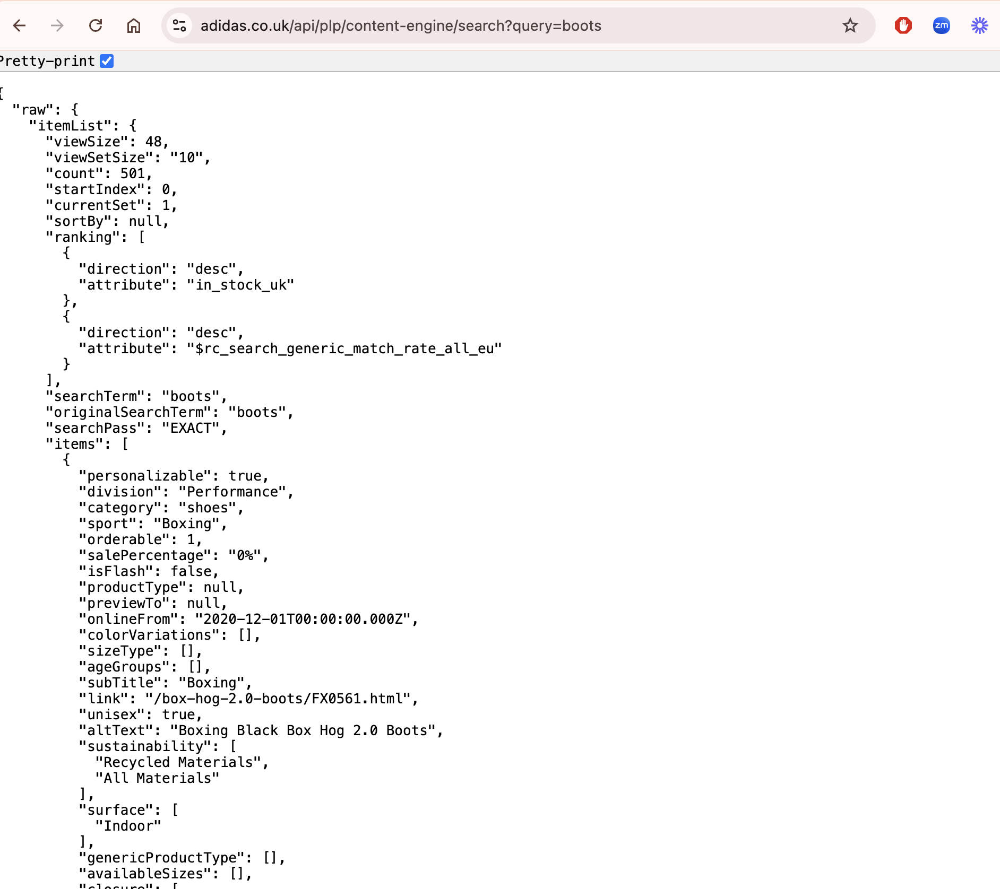 adidas.co.uk/api/plp/content-engine/search?query=boots
zm
Pretty-print
{
"raw": {
"itemList": {
"viewSize": 48,
"viewSetSize": "10",
"count": 501,
"startIndex": 0,
"currentSet": 1,
"sortBy": null,
"ranking": [
{
"direction": "desc",
"attribute": "in_stock_uk"
},
{
"direction": "desc",
"attribute": "$rc_search_generic_match_rate_all_eu"
}
],
"searchTerm": "boots",
"originalSearchTerm": "boots",
"searchPass": "EXACT",
"items": [
{
"personalizable": true,
"division": "Performance",
"category": "shoes",
"sport": "Boxing",
"orderable": 1,
"salePercentage": "0%",
"isFlash": false,
"productType": null,
"previewTo": null,
"onlineFrom": "2020-12-01T00:00:00.000Z",
"colorVariations": [],
"sizeType": [],
"ageGroups": [],
"subTitle": "Boxing",
"link": "/box-hog-2.0-boots/FX0561.html",
"unisex": true,
"altText": "Boxing Black Box Hog 2.0 Boots",
"sustainability": [
"Recycled Materials",
"All Materials"
],
"surface": [
"Indoor"
],
"genericProductType": [],
"availableSizes": [],
"closure": [